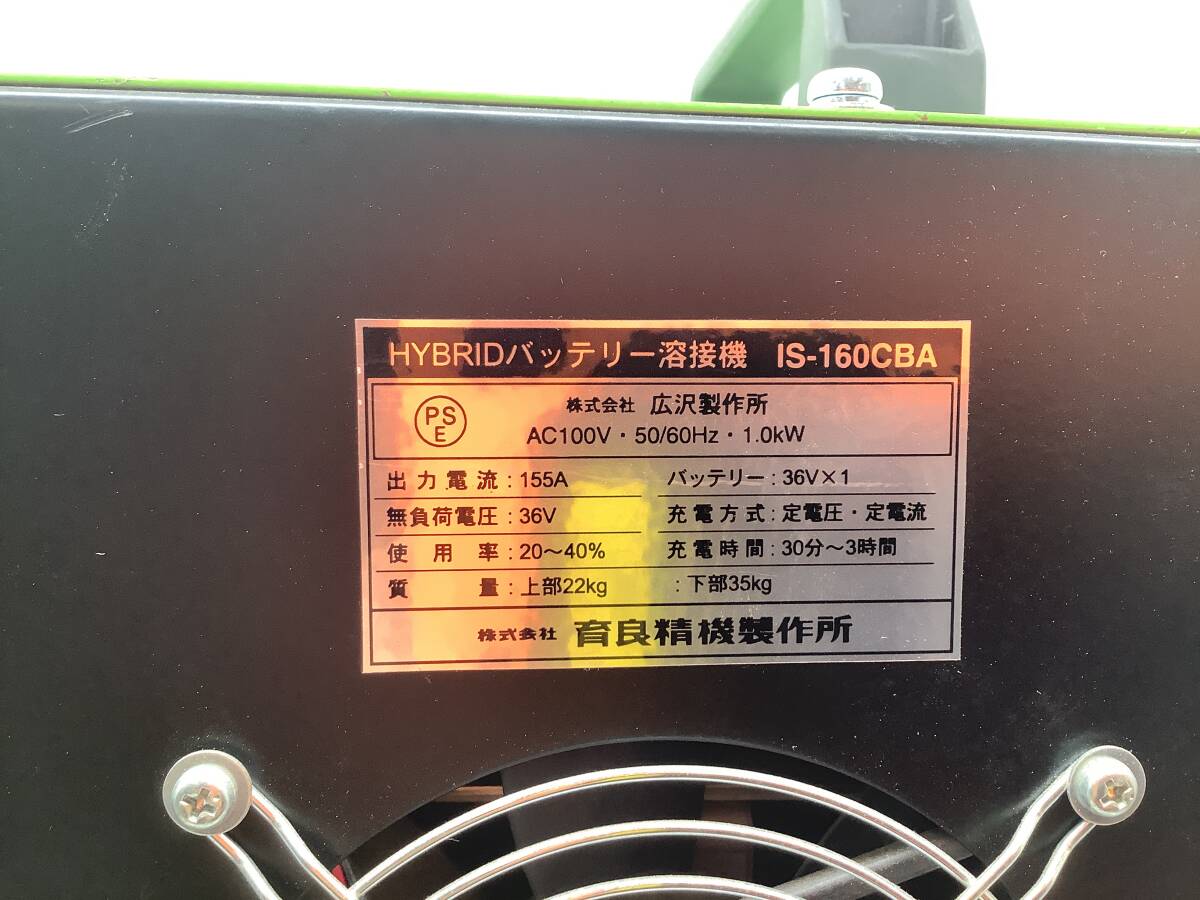 HYBRIDバッテリー溶接機 IS-160CBA
PS
E
株式会社 広沢製作所
AC100V・50/60Hz・1.0kW
出力電流:155A バッテリー:36V×1
無負荷電圧:36V 充電方式:定電圧・定電流
使用率:20～40% 充電時間:30分～3時間
質量:上部22kg :下部35kg
株式会社 育良精機製作所